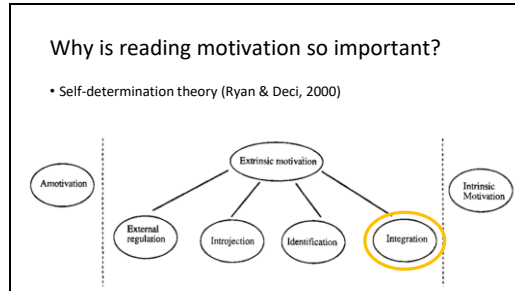 Why is reading motivation so important?
• Self-determination theory (Ryan & Deci, 2000)
Extrinsic motivation
Amotivation
Intrinsic
Motivation
External
regulation
Introjection
Identification
Integration